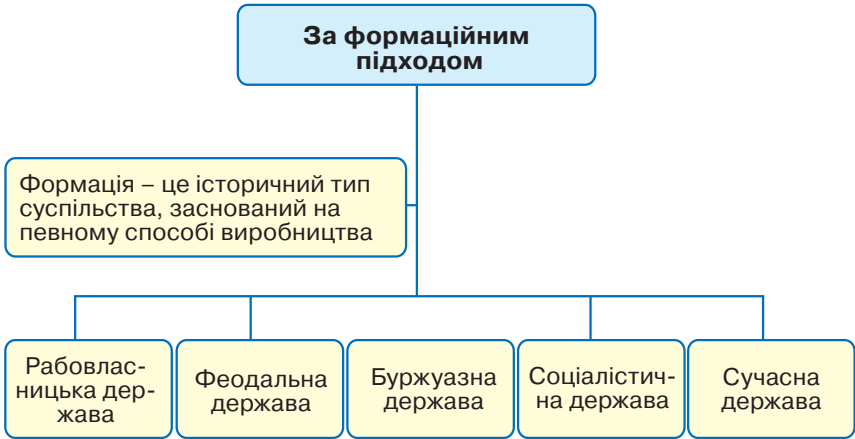 За формаційним
підходом
Формація – це історичний тип
суспільства, заснований на
певному способі виробництва
Рабовлас-
ницька дер-
жава
Феодальна
держава
Буржуазна
держава
Соціалістич-
на держава
Сучасна
держава